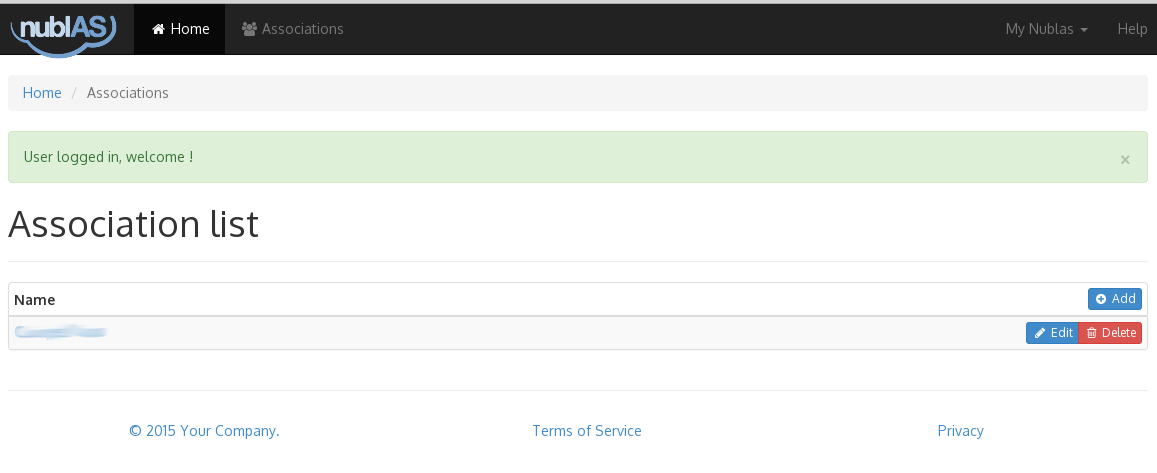 nublAS Home Associations My Nublas Help
Home / Associations
User logged in, welcome ! ×
Association list
Name Add
Edit Delete
© 2015 Your Company. Terms of Service Privacy